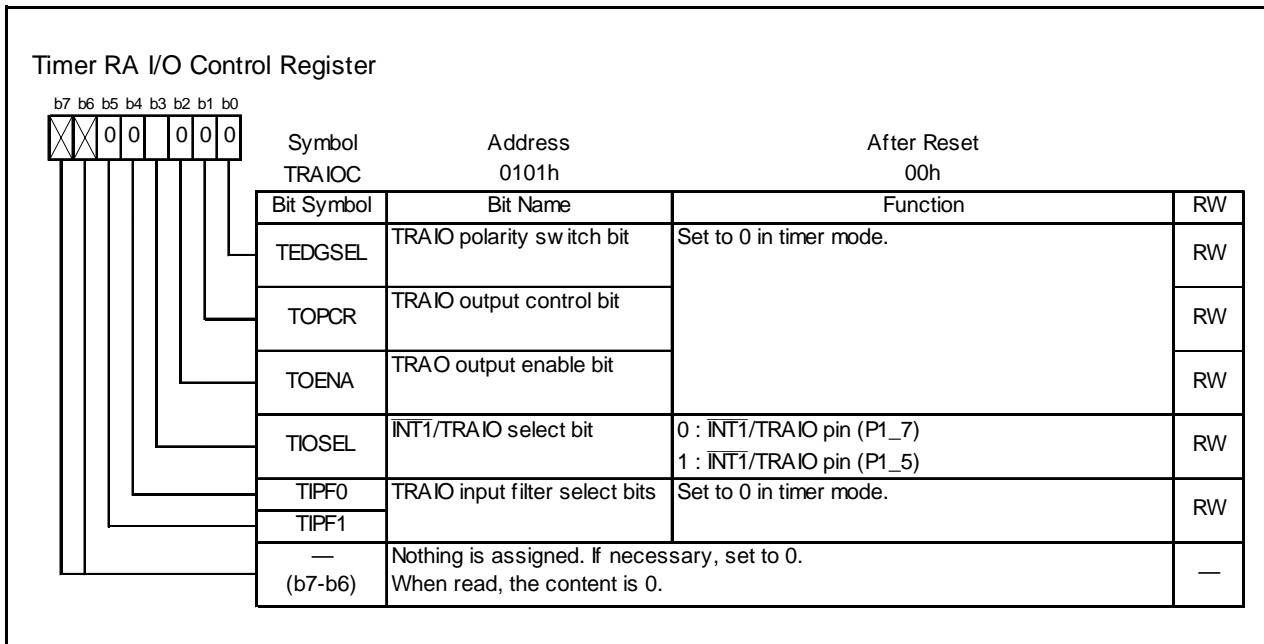 Timer RA I/O Control Register
b7 b6 b5 b4 b3 b2 b1 b0
0 0 0 0 0
Symbol Address After Reset
TRAIOC 0101h 00h
Bit Symbol Bit Name Function RW
TEDGSEL TRAIO polarity switch bit Set to 0 in timer mode. RW
TOPCR TRAIO output control bit RW
TOENA TRAO output enable bit RW
TIOSEL INT1/TRAIO select bit 0 : INT1/TRAIO pin (P1_7) RW
1 : INT1/TRAIO pin (P1_5)
TIPF0 TRAIO input filter select bits Set to 0 in timer mode. RW
TIPF1
— Nothing is assigned. If necessary, set to 0. —
(b7-b6) When read, the content is 0.